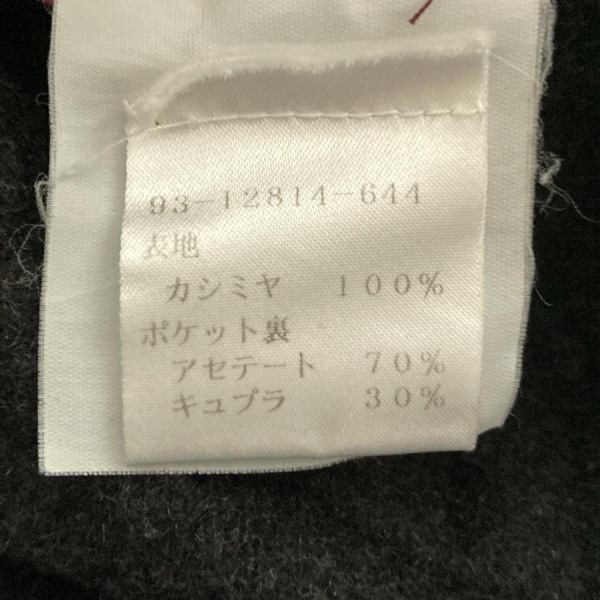 93-12814-644
表地
カシミヤ 100%
ポケット裏
アセテート 70%
キュプラ 30%